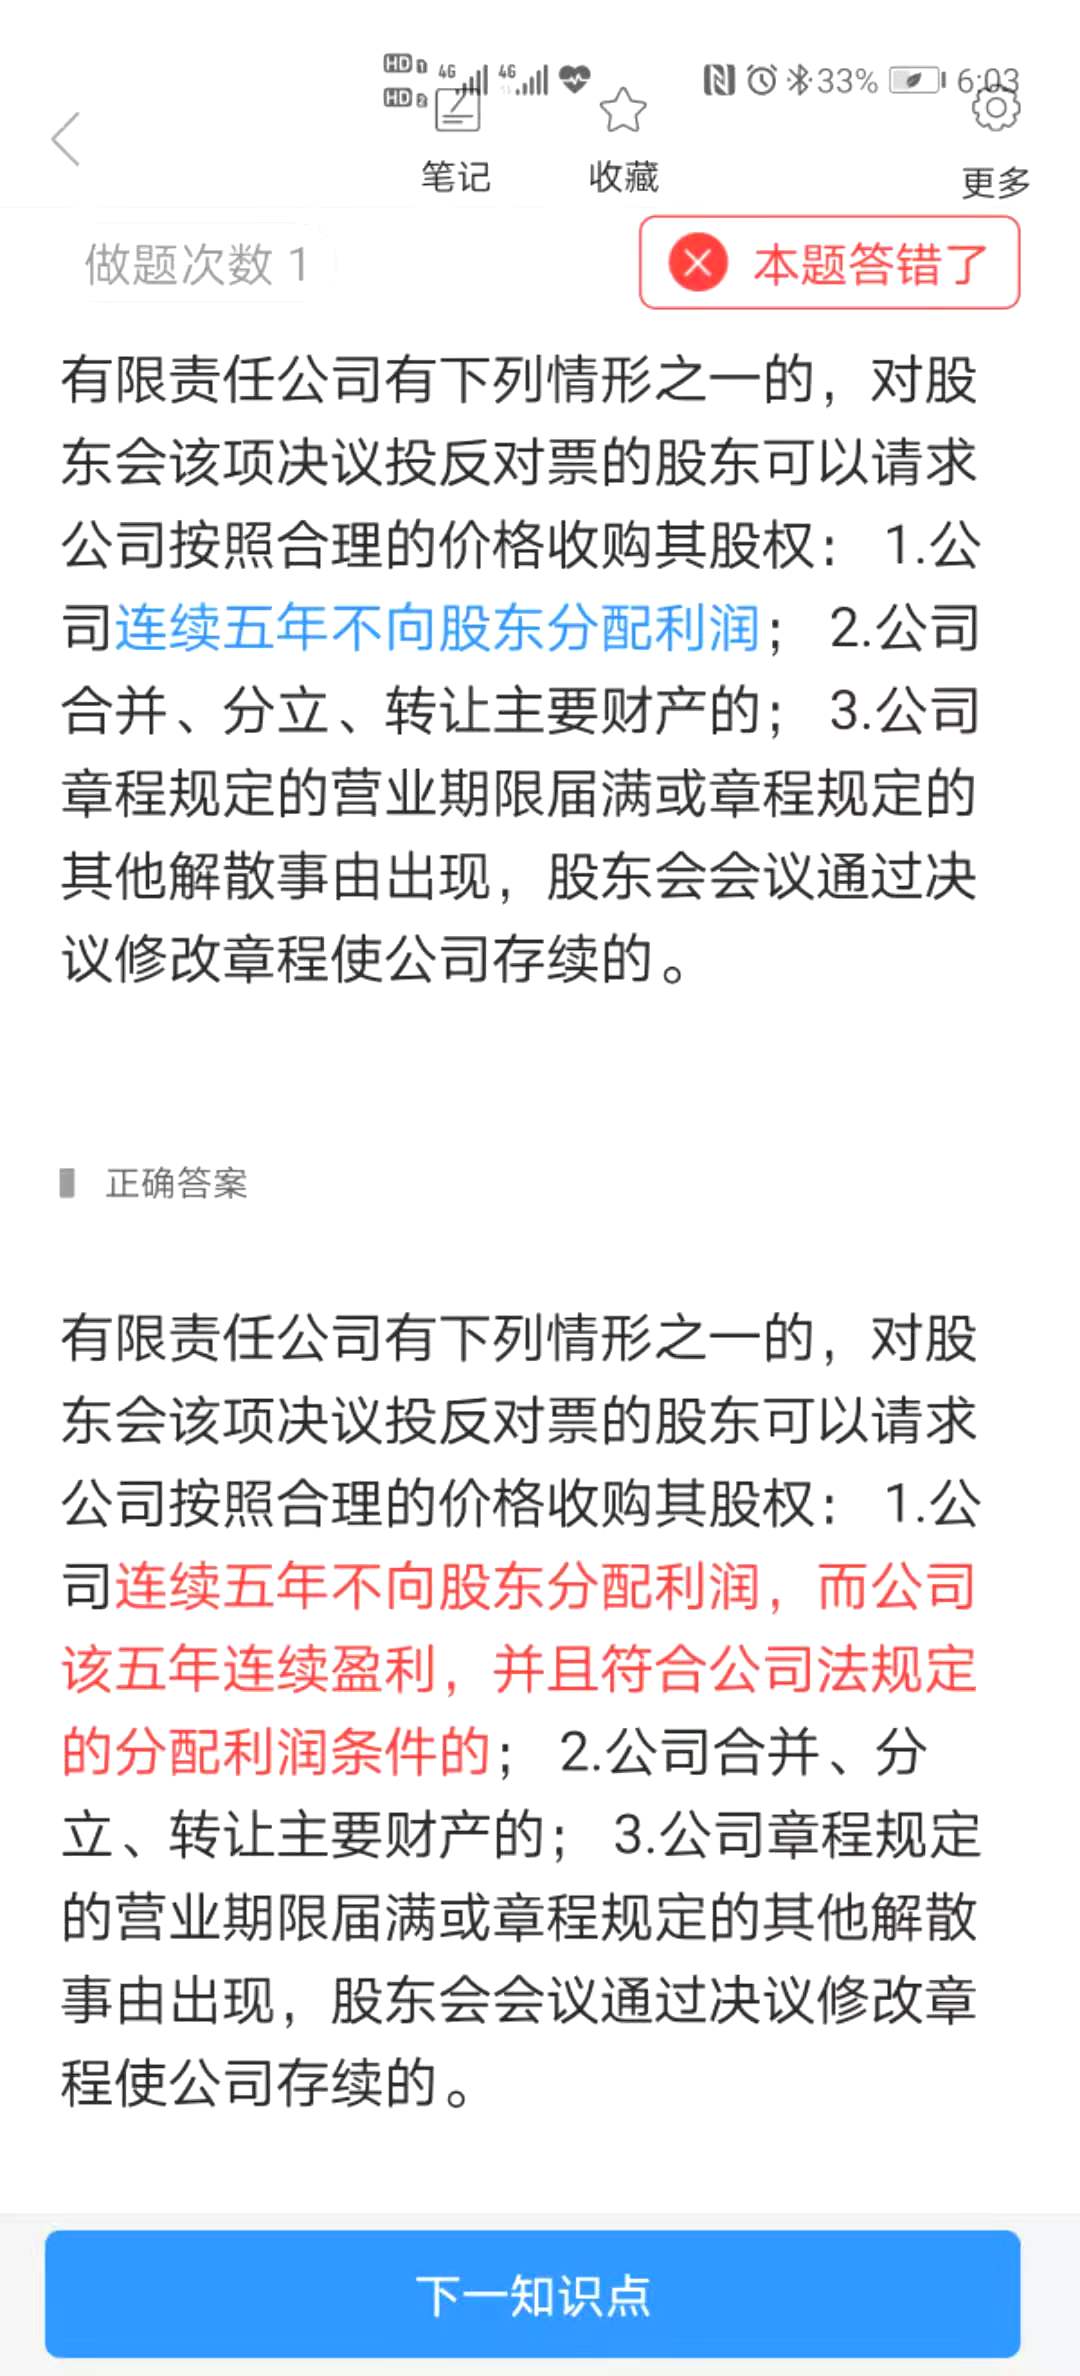 HD 1 4G 4G 33% 6:03
HD 2
笔记 收藏 更多
做题次数 1 本题答错了
有限责任公司有下列情形之一的，对股
东会该项决议投反对票的股东可以请求
公司按照合理的价格收购其股权： 1.公
司连续五年不向股东分配利润； 2.公司
合并、分立、转让主要财产的； 3.公司
章程规定的营业期限届满或章程规定的
其他解散事由出现，股东会会议通过决
议修改章程使公司存续的。
正确答案
有限责任公司有下列情形之一的，对股
东会该项决议投反对票的股东可以请求
公司按照合理的价格收购其股权： 1.公
司连续五年不向股东分配利润，而公司
该五年连续盈利，并且符合公司法规定
的分配利润条件的； 2.公司合并、分
立、转让主要财产的； 3.公司章程规定
的营业期限届满或章程规定的其他解散
事由出现，股东会会议通过决议修改章
程使公司存续的。
下一知识点